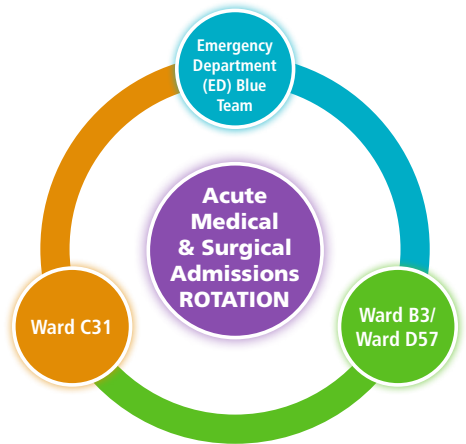 Emergency
Department
(ED) Blue
Team
Acute
Medical
& Surgical
Admissions
ROTATION
Ward C31
Ward B3/
Ward D57